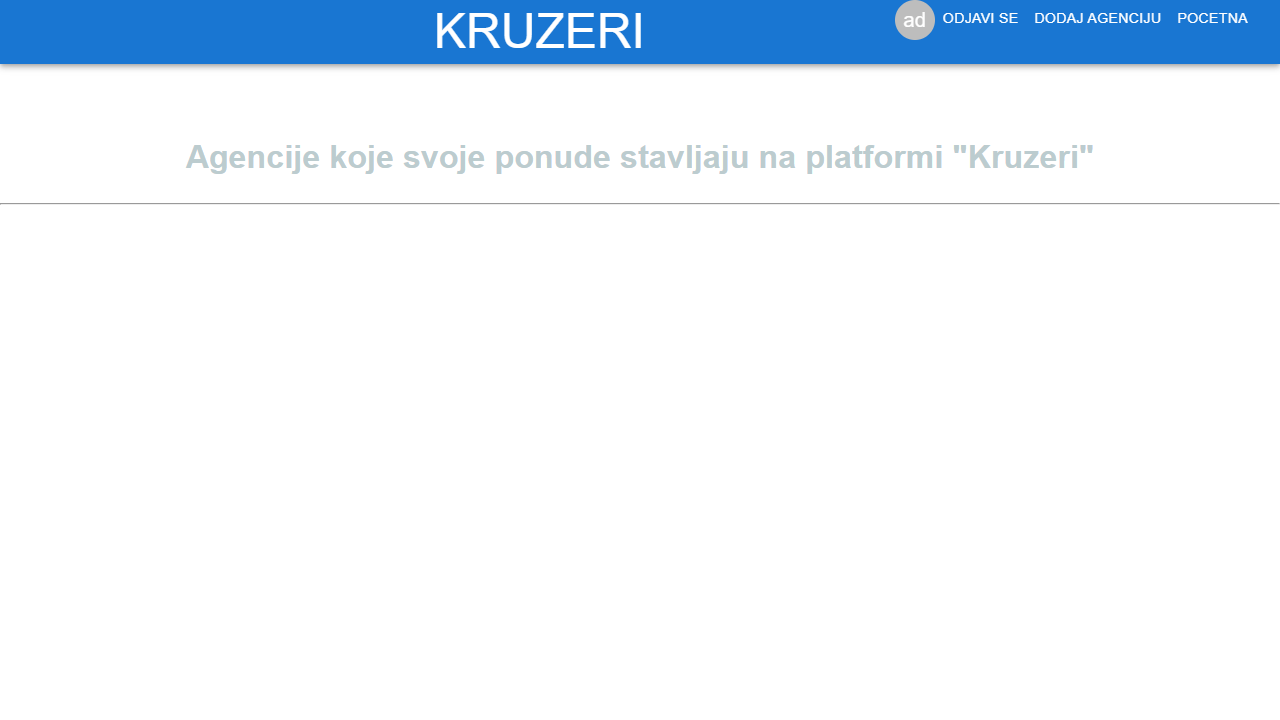 KRUZERI
ad ODJAVI SE DODAJ AGENCIJU POCETNA
Agencije koje svoje ponude stavljaju na platformi "Kruzeri"